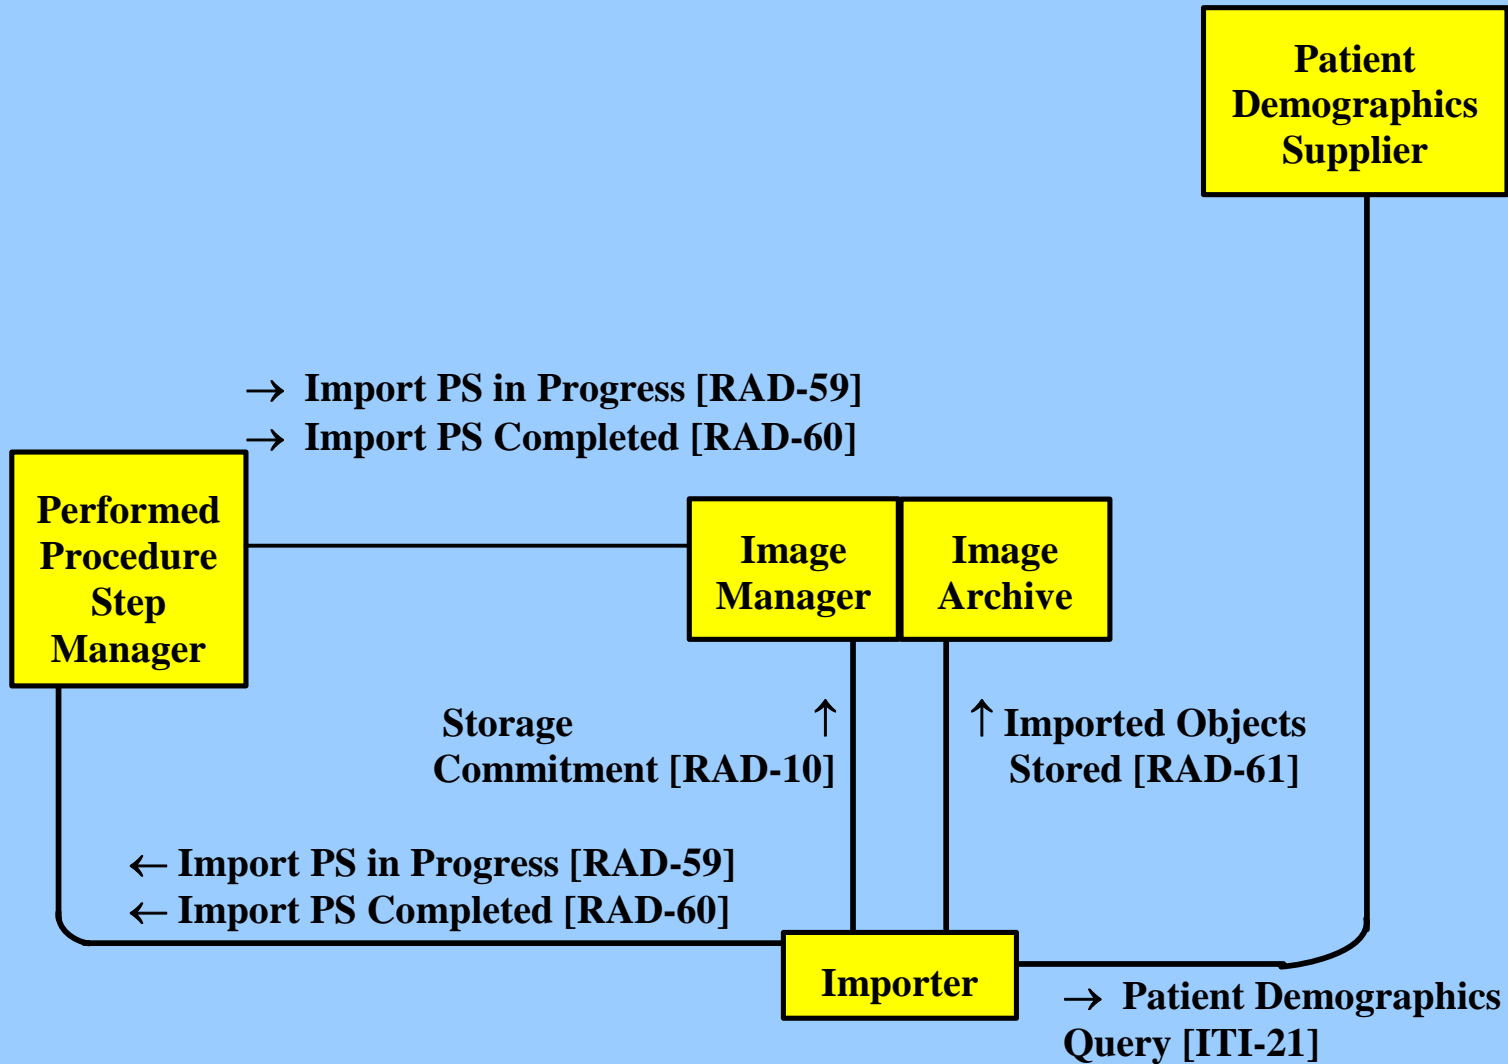 Patient
Demographics
Supplier
→ Import PS in Progress [RAD-59]
→ Import PS Completed [RAD-60]
Performed
Procedure
Step
Manager
Image
Manager
Image
Archive
Storage ↑
Commitment [RAD-10]
↑ Imported Objects
Stored [RAD-61]
← Import PS in Progress [RAD-59]
← Import PS Completed [RAD-60]
Importer
→ Patient Demographics
Query [ITI-21]